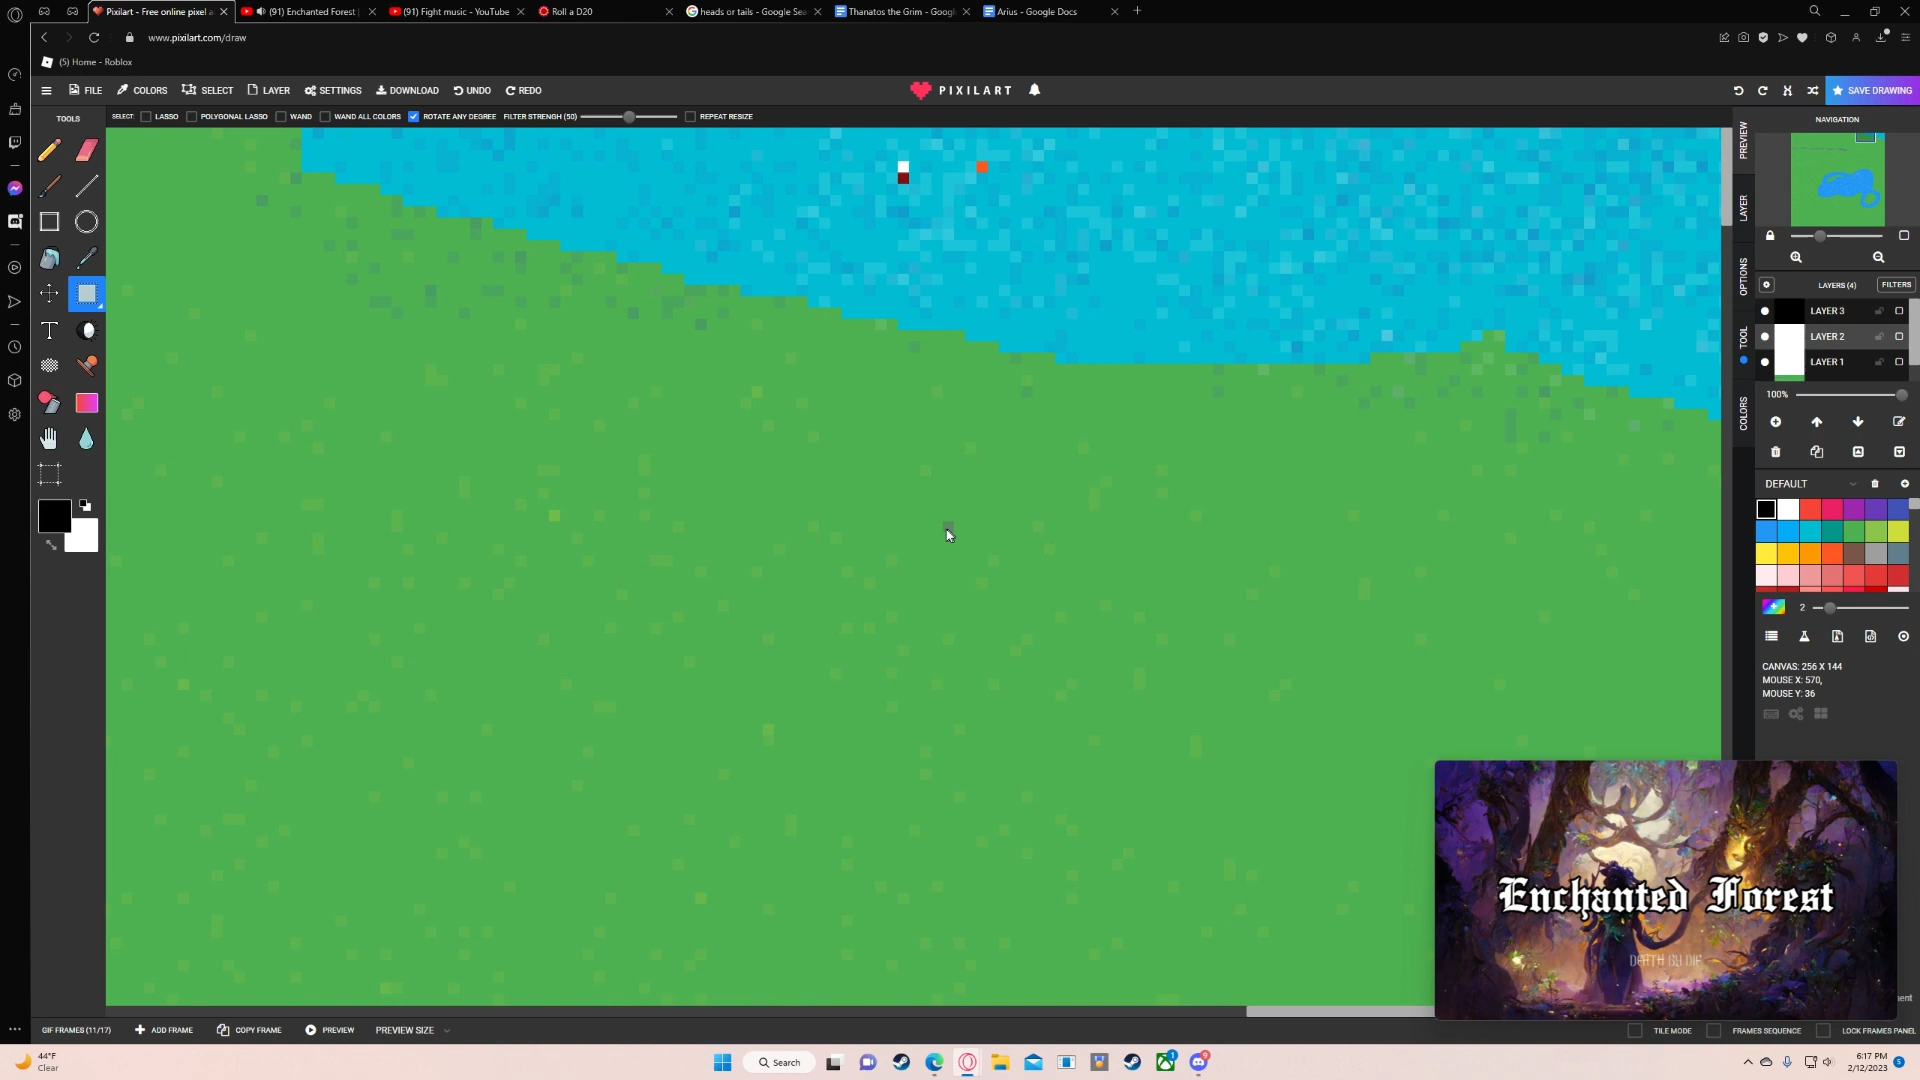 Pixilart - Free online pixel a
(91) Enchanted Forest
(91) Fight music - YouTube
Roll a D20
heads or tails - Google Sea
Thanatos the Grim - Googl
Arius - Google Docs
www.pixilart.com/draw
(5) Home - Roblox
FILE
COLORS
SELECT
LAYER
SETTINGS
DOWNLOAD
UNDO
REDO
PIXILART
SAVE DRAWING
TOOLS
SELECT:
LASSO
POLYGONAL LASSO
WAND
WAND ALL COLORS
ROTATE ANY DEGREE
FILTER STRENGH (50)
REPEAT RESIZE
PREVIEW
LAYER
OPTIONS
TOOL
COLORS
NAVIGATION
LAYERS (4)
FILTERS
LAYER 3
LAYER 2
LAYER 1
100%
DEFAULT
2
CANVAS: 256 X 144
MOUSE X: 570,
MOUSE Y: 36
Enchanted Forest
DEATH BY DIE
GIF FRAMES (11/17)
ADD FRAME
COPY FRAME
PREVIEW
PREVIEW SIZE
TILE MODE
FRAMES SEQUENCE
LOCK FRAMES PANEL
44°F
Clear
Search
1
9
6:17 PM
2/12/2023
5